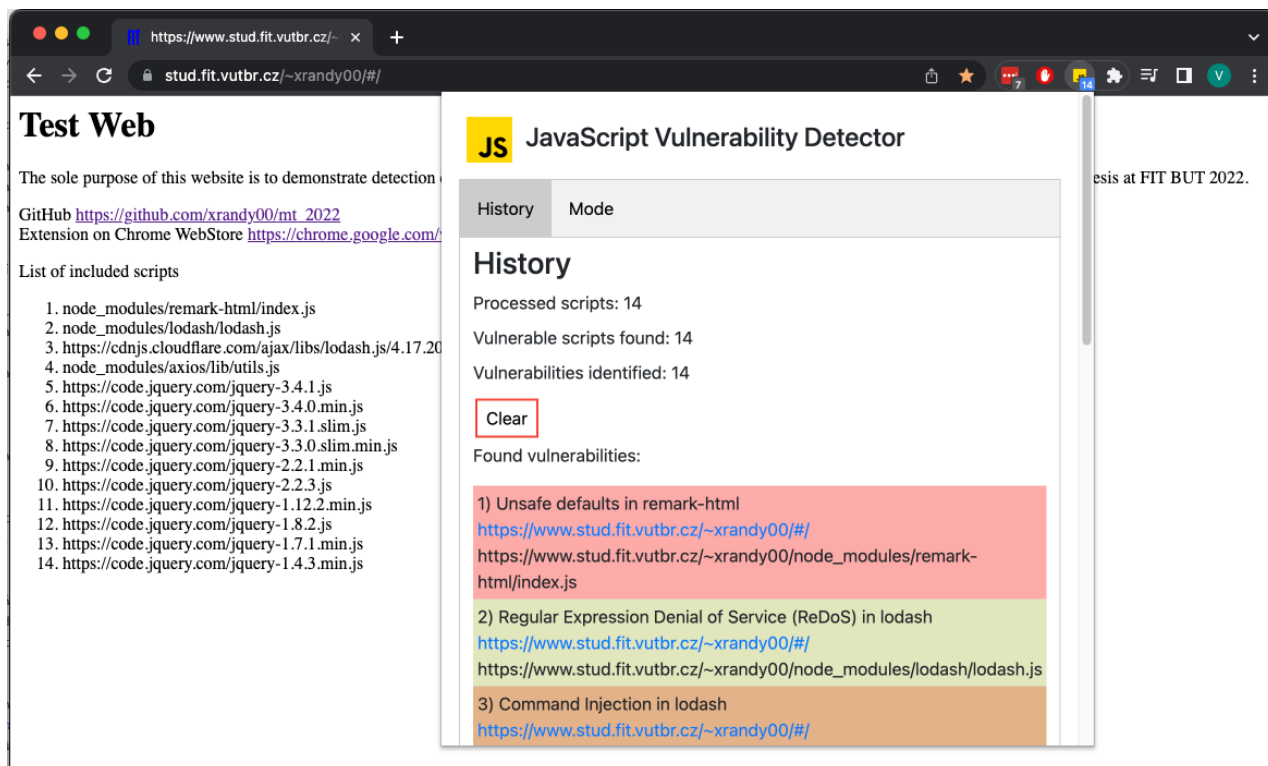 https://www.stud.fit.vutbr.cz/~
stud.fit.vutbr.cz/~xrandy00/#/
7
14
V
Test Web
The sole purpose of this website is to demonstrate detection
esis at FIT BUT 2022.
GitHub https://github.com/xrandy00/mt_2022
Extension on Chrome WebStore https://chrome.google.com/
List of included scripts
1. node_modules/remark-html/index.js
2. node_modules/lodash/lodash.js
3. https://cdnjs.cloudflare.com/ajax/libs/lodash.js/4.17.20
4. node_modules/axios/lib/utils.js
5. https://code.jquery.com/jquery-3.4.1.js
6. https://code.jquery.com/jquery-3.4.0.min.js
7. https://code.jquery.com/jquery-3.3.1.slim.js
8. https://code.jquery.com/jquery-3.3.0.slim.min.js
9. https://code.jquery.com/jquery-2.2.1.min.js
10. https://code.jquery.com/jquery-2.2.3.js
11. https://code.jquery.com/jquery-1.12.2.min.js
12. https://code.jquery.com/jquery-1.8.2.js
13. https://code.jquery.com/jquery-1.7.1.min.js
14. https://code.jquery.com/jquery-1.4.3.min.js
JS JavaScript Vulnerability Detector
History Mode
History
Processed scripts: 14
Vulnerable scripts found: 14
Vulnerabilities identified: 14
Clear
Found vulnerabilities:
1) Unsafe defaults in remark-html
https://www.stud.fit.vutbr.cz/~xrandy00/#/
https://www.stud.fit.vutbr.cz/~xrandy00/node_modules/remark-
html/index.js
2) Regular Expression Denial of Service (ReDoS) in lodash
https://www.stud.fit.vutbr.cz/~xrandy00/#/
https://www.stud.fit.vutbr.cz/~xrandy00/node_modules/lodash/lodash.js
3) Command Injection in lodash
https://www.stud.fit.vutbr.cz/~xrandy00/#/